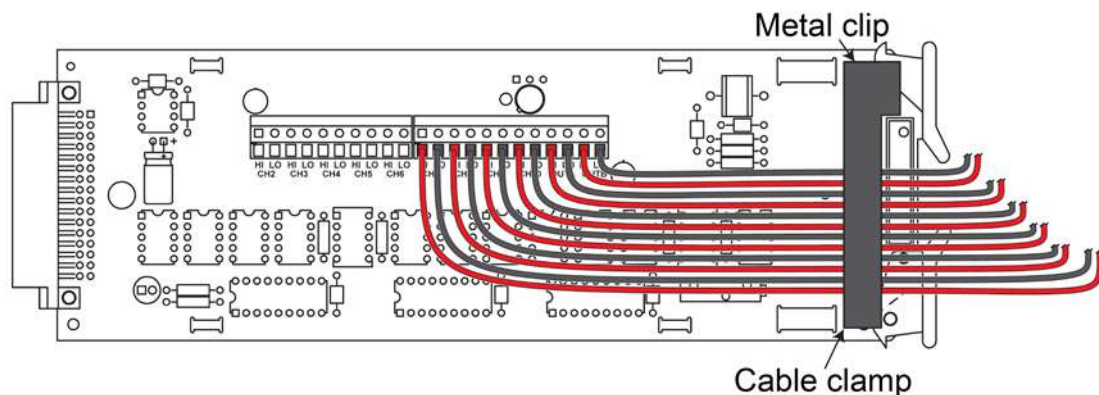 Metal clip
HI LO HI LO HI LO HI LO HI LO
CH2 CH3 CH4 CH5 CH6
Cable clamp